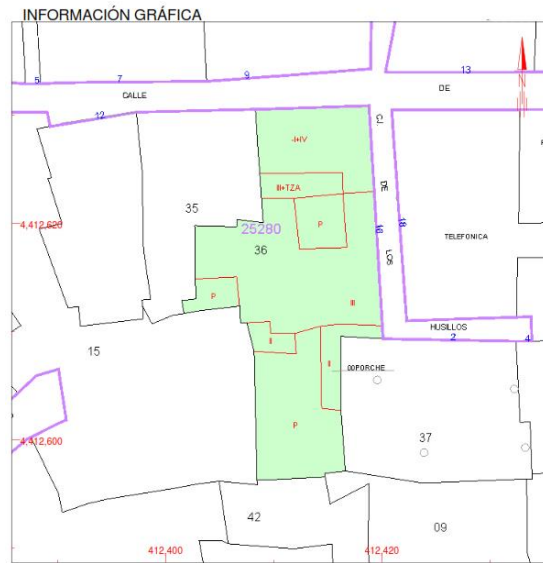 INFORMACIÓN GRÁFICA
5
7
9
13
CALLE
DE
12
CJ
-I+IV
III+TZA
DE
35
4,412,620
P
25280
36
16
18
LOS
TELEFONICA
P
III
HUSILLOS
2
4
II
15
II
00PORCHE
P
4,412,600
37
42
09
412,400
412,420